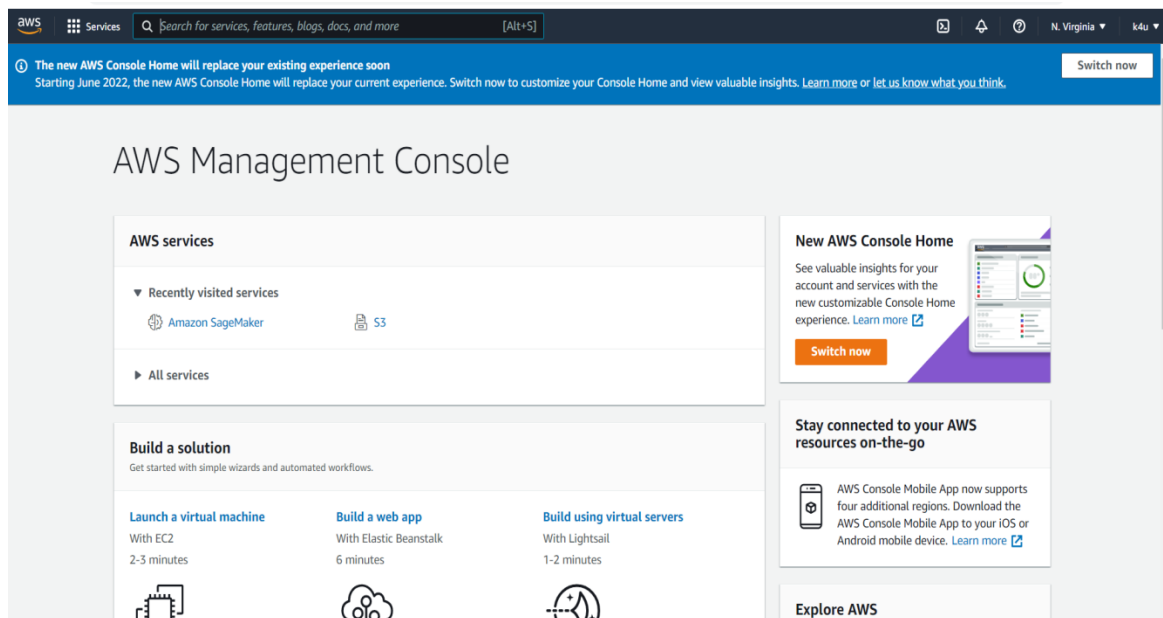 aws
Services
Search for services, features, blogs, docs, and more
[Alt+S]
N. Virginia ▼
k4u ▼
The new AWS Console Home will replace your existing experience soon
Starting June 2022, the new AWS Console Home will replace your current experience. Switch now to customize your Console Home and view valuable insights. Learn more or let us know what you think.
Switch now
AWS Management Console
AWS services
▼ Recently visited services
Amazon SageMaker
S3
▶ All services
Build a solution
Get started with simple wizards and automated workflows.
Launch a virtual machine
With EC2
2-3 minutes
Build a web app
With Elastic Beanstalk
6 minutes
Build using virtual servers
With Lightsail
1-2 minutes
New AWS Console Home
See valuable insights for your
account and services with the
new customizable Console Home
experience. Learn more
Switch now
Stay connected to your AWS
resources on-the-go
AWS Console Mobile App now supports
four additional regions. Download the
AWS Console Mobile App to your iOS or
Android mobile device. Learn more
Explore AWS